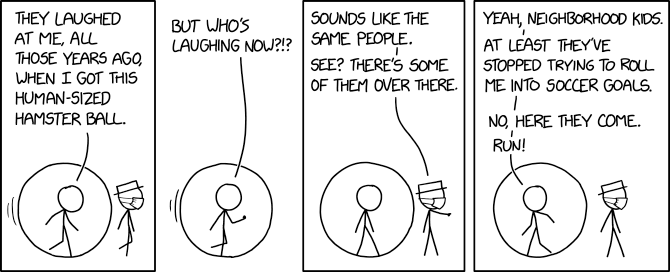 THEY LAUGHED
AT ME, ALL
THOSE YEARS AGO,
WHEN I GOT THIS
HUMAN-SIZED
HAMSTER BALL.
BUT WHO'S
LAUGHING NOW?!?
SOUNDS LIKE THE
SAME PEOPLE.
SEE? THERE'S SOME
OF THEM OVER THERE.
YEAH, NEIGHBORHOOD KIDS.
AT LEAST THEY'VE
STOPPED TRYING TO ROLL
ME INTO SOCCER GOALS.
NO, HERE THEY COME.
RUN!